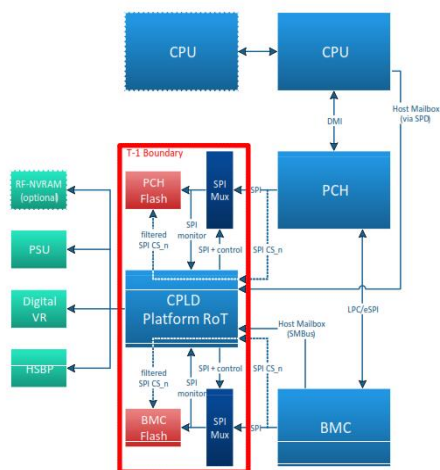 CPU
CPU
Host Mailbox
(via SPD)
DMI
T-1 Boundary
RF-NVRAM
(optional)
PCH
Flash
SPI
Mux
SPI
PCH
SPI
monitor
filtered
SPI CS_n
SPI + control
SPI CS_n
PSU
Digital
VR
CPLD
Platform RoT
LPC/eSPI
Host Mailbox
(SMBus)
HSBP
filtered
SPI CS_n
SPI
monitor
SPI + control
SPI CS_n
BMC
Flash
SPI
Mux
SPI
BMC